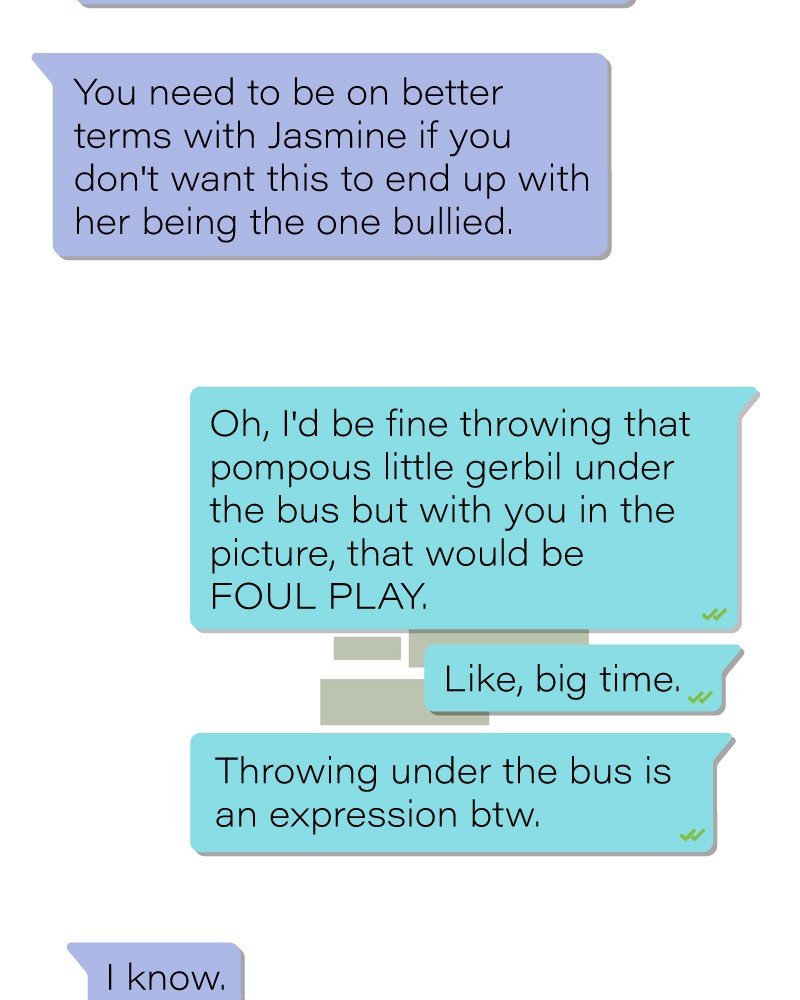 You need to be on better
terms with Jasmine if you
don't want this to end up with
her being the one bullied.
Oh, I'd be fine throwing that
pompous little gerbil under
the bus but with you in the
picture, that would be
FOUL PLAY.
Like, big time.
Throwing under the bus is
an expression btw.
I know.